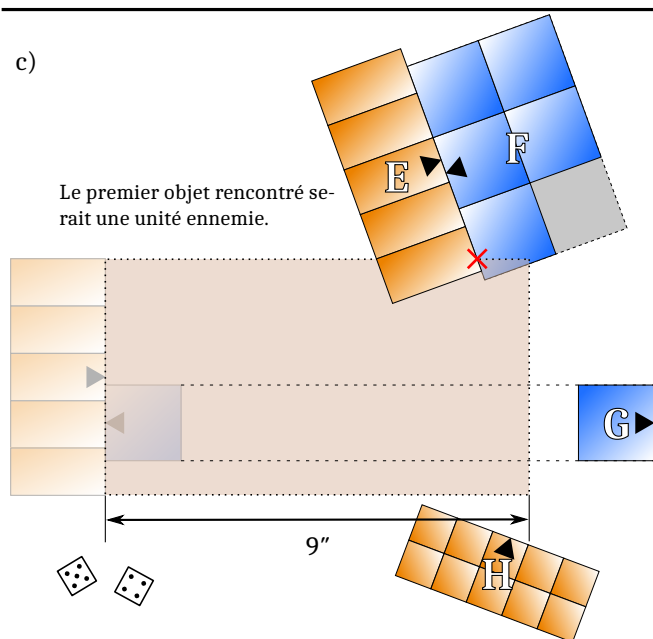 c)
Le premier objet rencontré se-
rait une unité ennemie.
E
F
G
9″
H